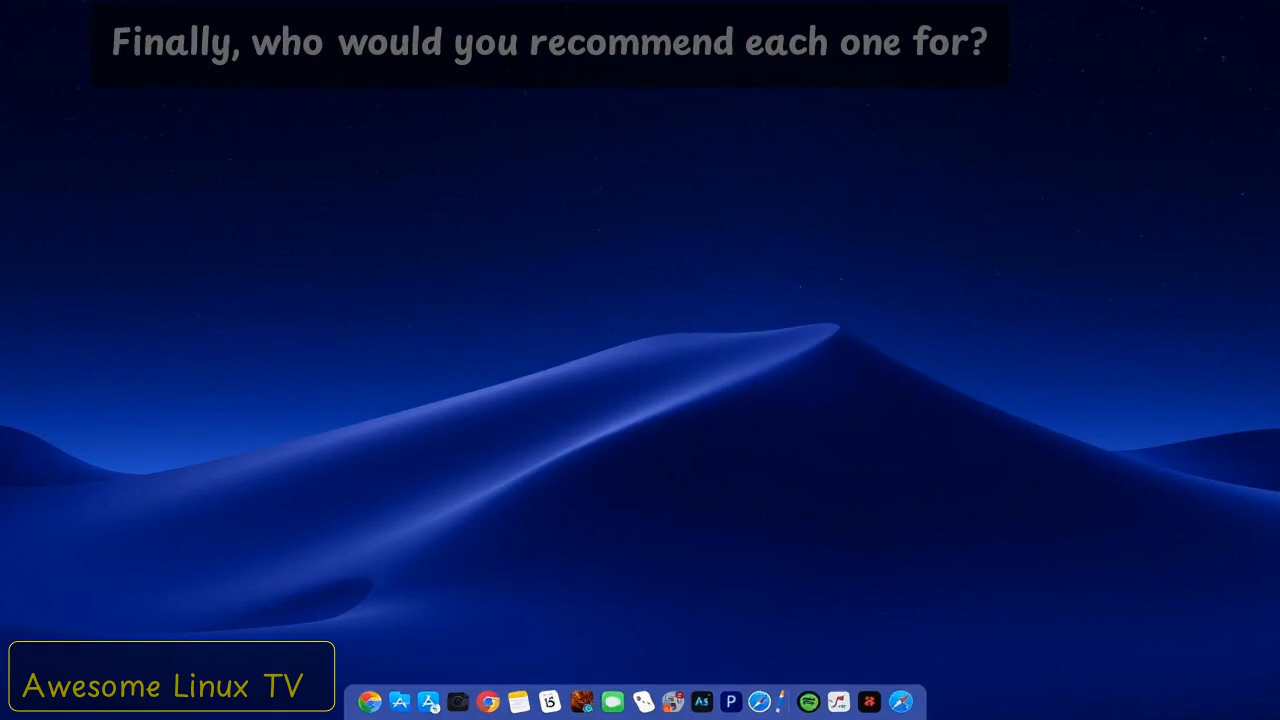 Finally, who would you recommend each one for?
Awesome Linux TV